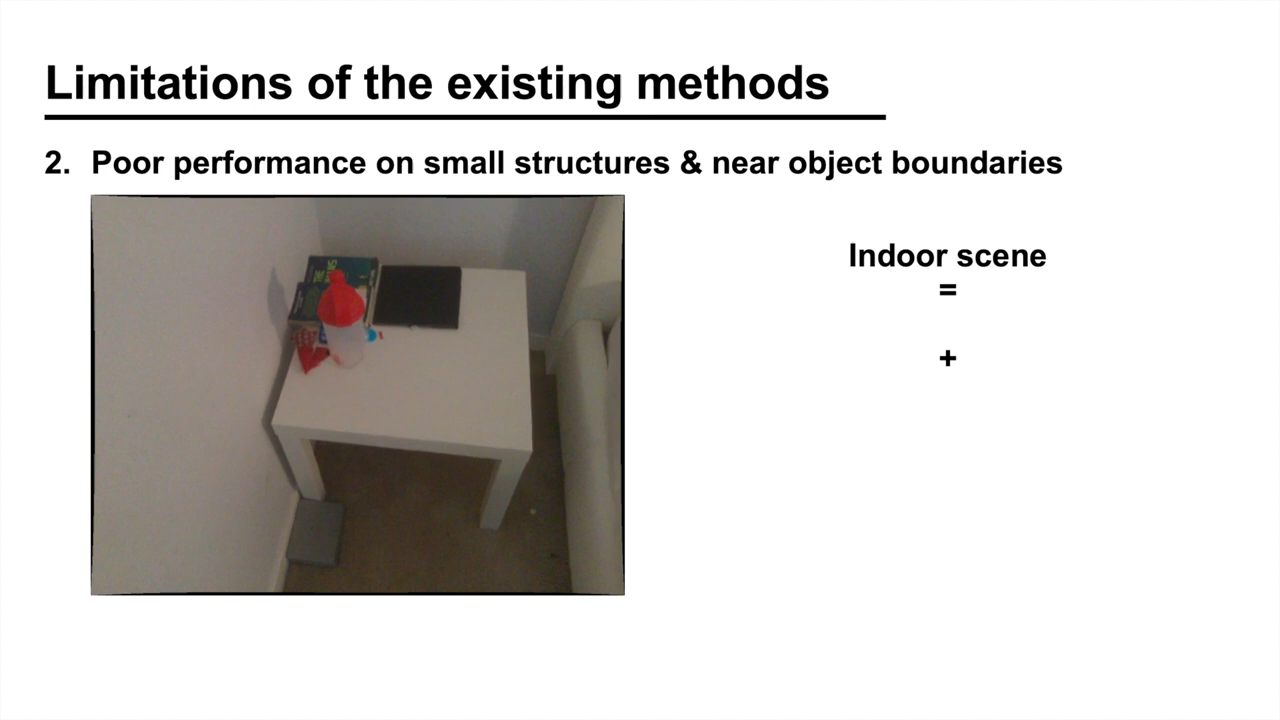 Limitations of the existing methods
2. Poor performance on small structures & near object boundaries
Indoor scene
=
+